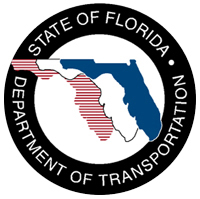 STATE OF FLORIDA •
DEPARTMENT OF TRANSPORTATION